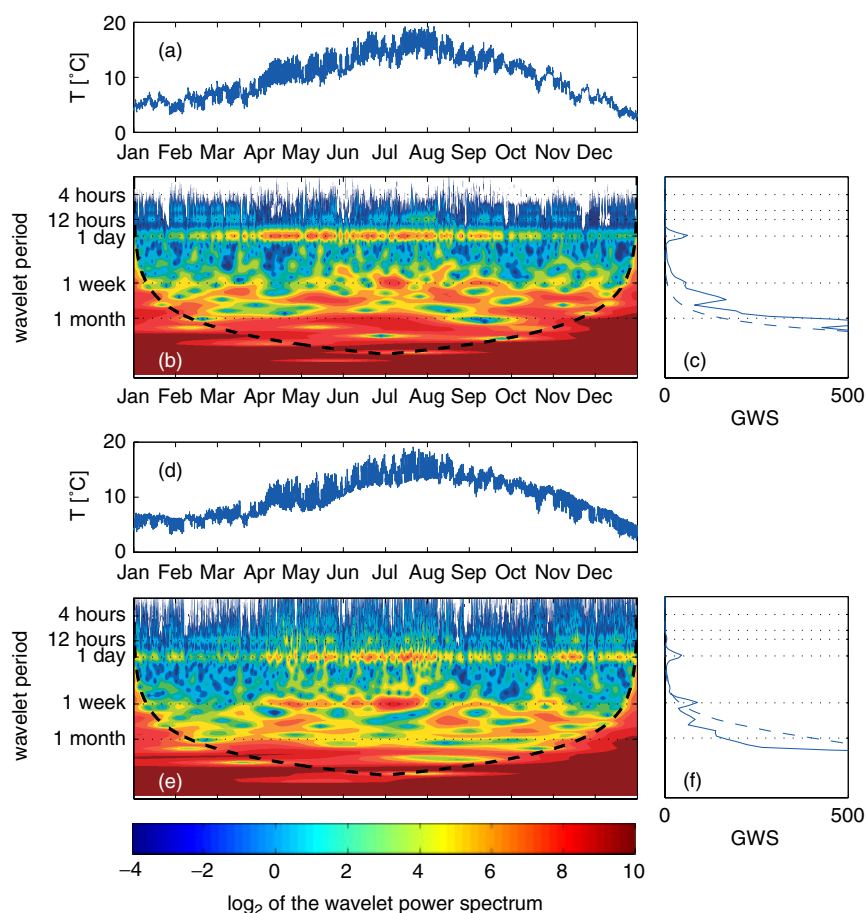 20
(a)
T [°C]
10
0
Jan Feb Mar Apr May Jun Jul Aug Sep Oct Nov Dec
4 hours
12 hours
1 day
wavelet period
1 week
1 month
(b)
(c)
Jan Feb Mar Apr May Jun Jul Aug Sep Oct Nov Dec
0 500
GWS
20
(d)
T [°C]
10
0
Jan Feb Mar Apr May Jun Jul Aug Sep Oct Nov Dec
4 hours
12 hours
1 day
wavelet period
1 week
1 month
(e)
(f)
0 500
GWS
−4 −2 0 2 4 6 8 10
log₂ of the wavelet power spectrum